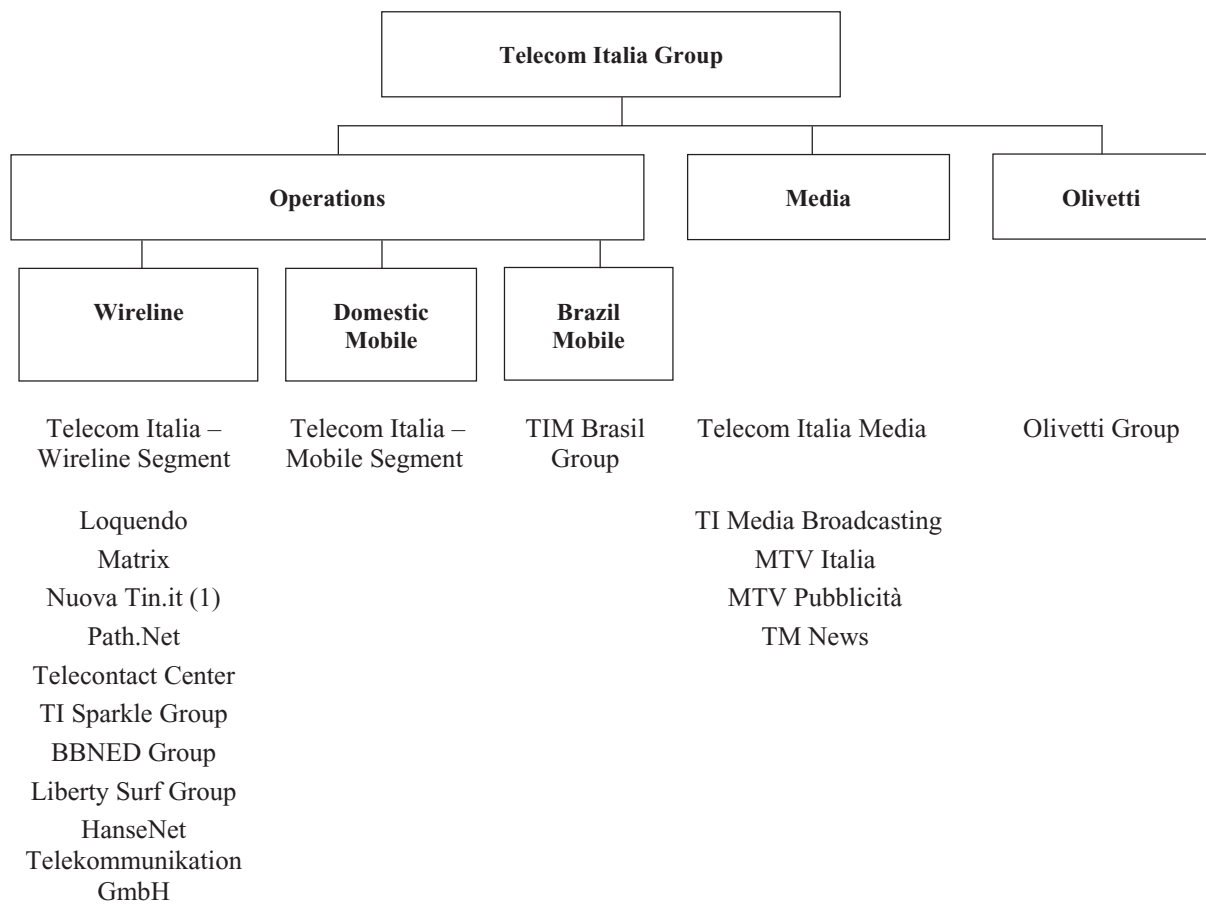 Telecom Italia Group
Operations
Media
Olivetti
Wireline
Domestic
Mobile
Brazil
Mobile
Telecom Italia –
Wireline Segment
Telecom Italia –
Mobile Segment
TIM Brasil
Group
Telecom Italia Media
Olivetti Group
Loquendo
Matrix
Nuova Tin.it (1)
Path.Net
Telecontact Center
TI Sparkle Group
BBNED Group
Liberty Surf Group
HanseNet
Telekommunikation
GmbH
TI Media Broadcasting
MTV Italia
MTV Pubblicità
TM News